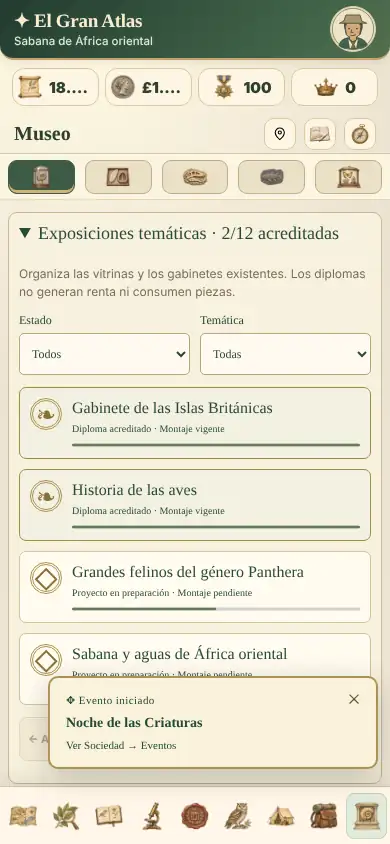 ✦ El Gran Atlas
Sabana de África oriental
18.... £1.... 100 0
Museo
▼ Exposiciones temáticas · 2/12 acreditadas
Organiza las vitrinas y los gabinetes existentes. Los diplomas
no generan renta ni consumen piezas.
Estado Temática
Todos Todas
Gabinete de las Islas Británicas
Diploma acreditado · Montaje vigente
Historia de las aves
Diploma acreditado · Montaje vigente
Grandes felinos del género Panthera
Proyecto en preparación · Montaje pendiente
Sabana y aguas de África oriental
Proyecto en preparación · Montaje pendiente
← A
✥ Evento iniciado
Noche de las Criaturas
Ver Sociedad → Eventos